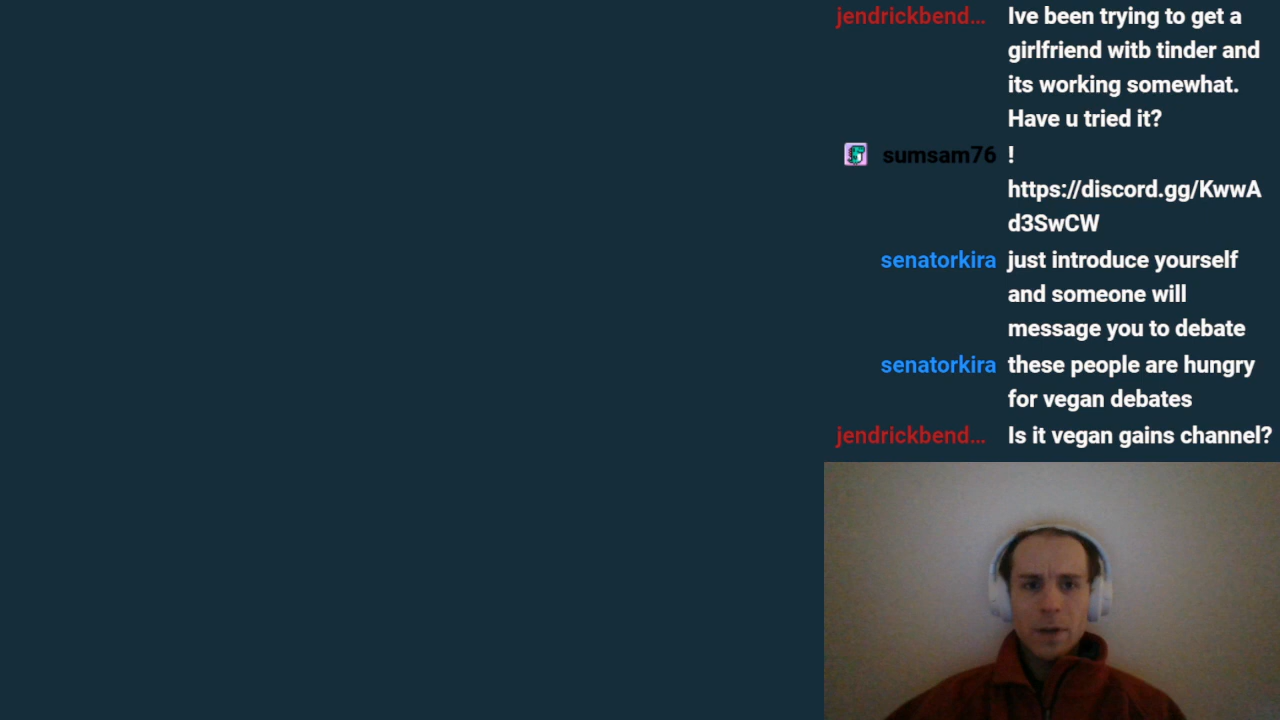 jendrickbend... Ive been trying to get a
girlfriend witb tinder and
its working somewhat.
Have u tried it?
sumsam76 !
https://discord.gg/KwwA
d3SwCW
senatorkira just introduce yourself
and someone will
message you to debate
senatorkira these people are hungry
for vegan debates
jendrickbend... Is it vegan gains channel?